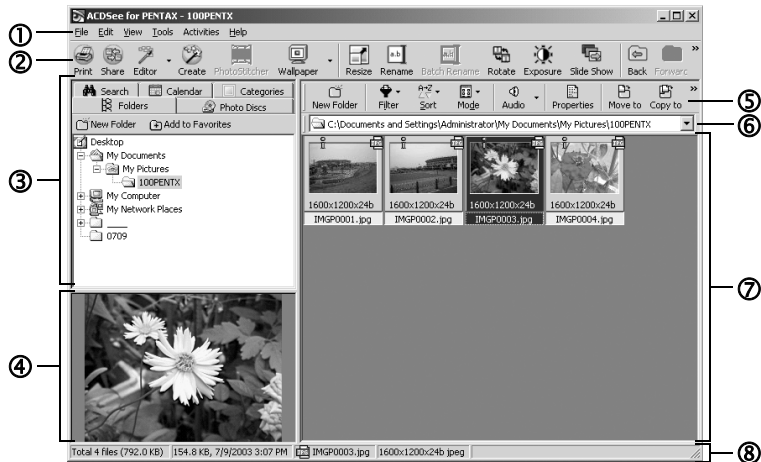 ACDSee for PENTAX - 100PENTX
① File Edit View Tools Activities Help
② Print Share Editor Create PhotoStitcher Wallpaper Resize Rename Batch Rename Rotate Exposure Slide Show Back Forward »
③
Search Calendar Categories
Folders Photo Discs
New Folder Add to Favorites
Desktop
My Documents
My Pictures
100PENTX
My Computer
My Network Places
0709
New Folder Filter Sort Mode Audio Properties Move to Copy to » ⑤
C:\Documents and Settings\Administrator\My Documents\My Pictures\100PENTX ⑥
1600x1200x24b 1600x1200x24b 1600x1200x24b 1600x1200x24b
IMGP0001.jpg IMGP0002.jpg IMGP0003.jpg IMGP0004.jpg
⑦
④
Total 4 files (792.0 KB) 154.8 KB, 7/9/2003 3:07 PM IMGP0003.jpg 1600x1200x24b jpeg ⑧